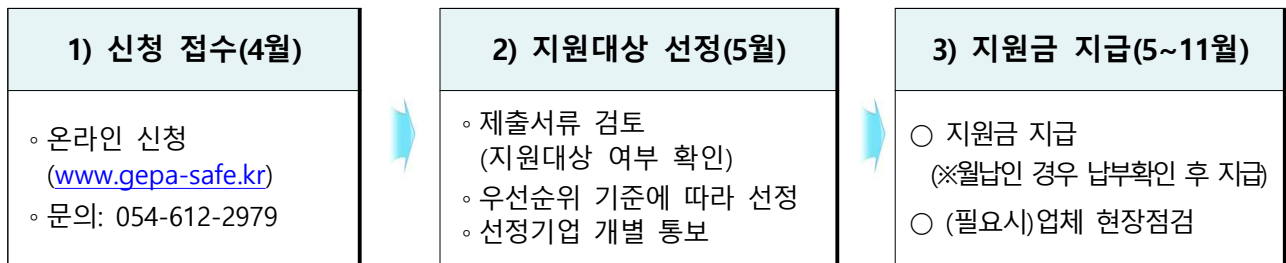 1) 신청 접수(4월)
◦온라인 신청
(www.gepa-safe.kr)
◦문의: 054-612-2979
2) 지원대상 선정(5월)
◦제출서류 검토
(지원대상 여부 확인)
◦우선순위 기준에 따라 선정
◦선정기업 개별 통보
3) 지원금 지급(5~11월)
○ 지원금 지급
(※월납인 경우 납부확인 후 지급)
○ (필요시)업체 현장점검